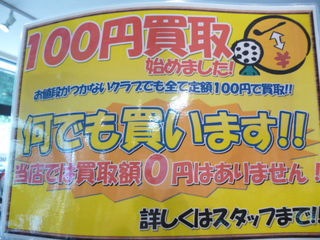 100円買取
始めました!
お値段がつかないクラブでも全て定額100円で買取!!
何でも買います!!
当店では買取額0円はありません!
詳しくはスタッフまで!!
¥